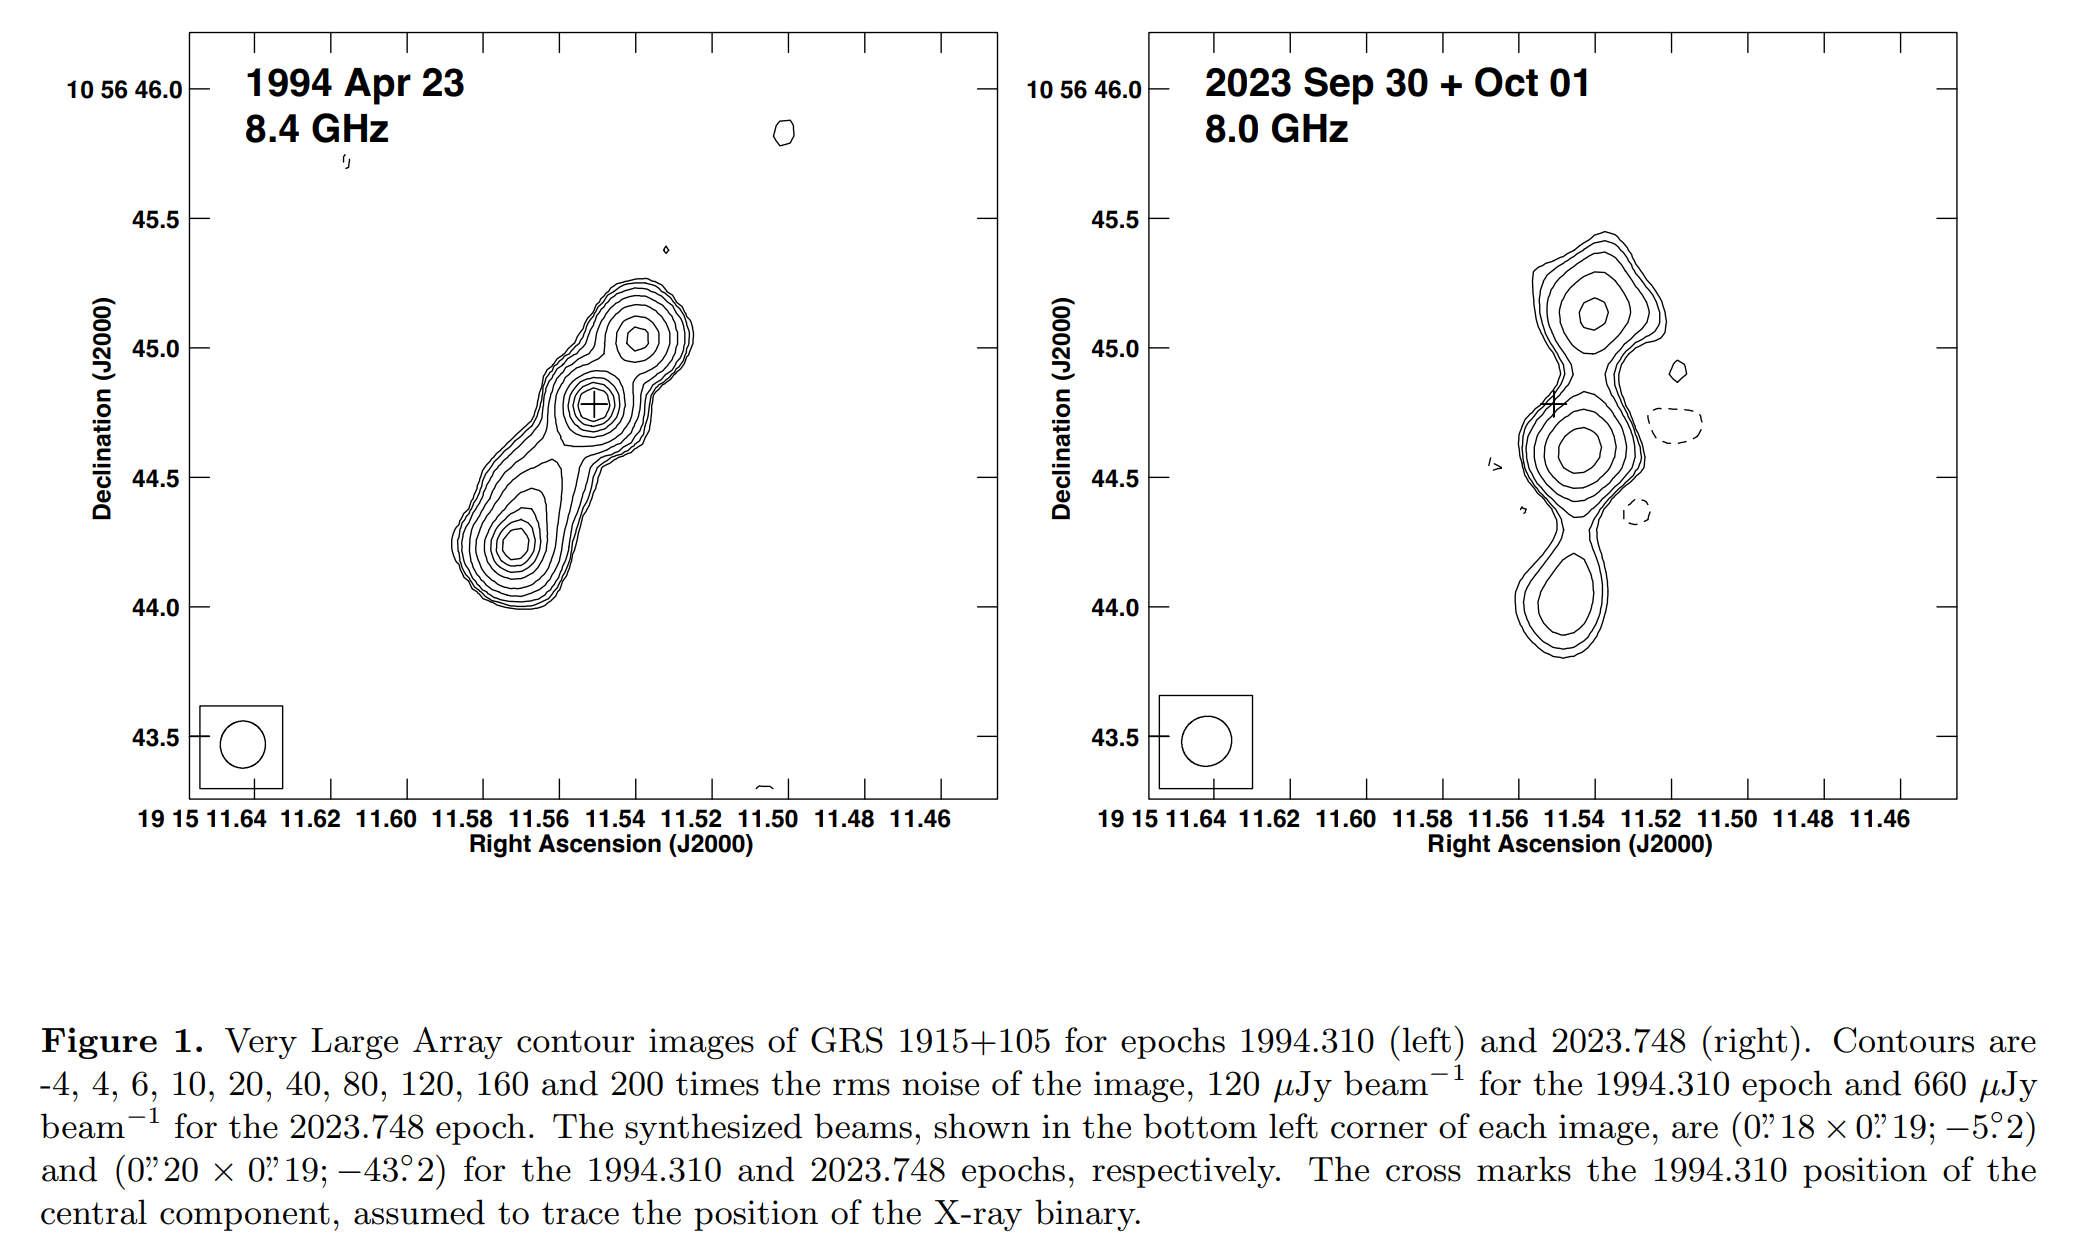 1994 Apr 23
8.4 GHz
10 56 46.0
45.5
45.0
44.5
44.0
43.5
Declination (J2000)
19 15 11.64 11.62 11.60 11.58 11.56 11.54 11.52 11.50 11.48 11.46
Right Ascension (J2000)
2023 Sep 30 + Oct 01
8.0 GHz
10 56 46.0
45.5
45.0
44.5
44.0
43.5
Declination (J2000)
19 15 11.64 11.62 11.60 11.58 11.56 11.54 11.52 11.50 11.48 11.46
Right Ascension (J2000)
Figure 1. Very Large Array contour images of GRS 1915+105 for epochs 1994.310 (left) and 2023.748 (right). Contours are
-4, 4, 6, 10, 20, 40, 80, 120, 160 and 200 times the rms noise of the image, 120 μJy beam⁻¹ for the 1994.310 epoch and 660 μJy
beam⁻¹ for the 2023.748 epoch. The synthesized beams, shown in the bottom left corner of each image, are (0.″18 × 0.″19; −5.°2)
and (0.″20 × 0.″19; −43.°2) for the 1994.310 and 2023.748 epochs, respectively. The cross marks the 1994.310 position of the
central component, assumed to trace the position of the X-ray binary.